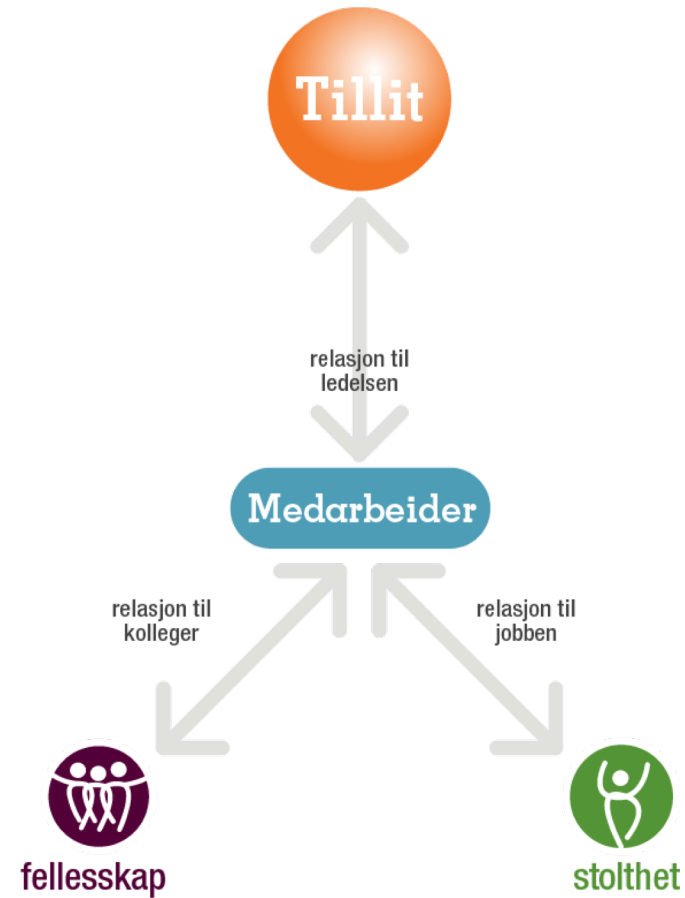 Tillit
relasjon til
ledelsen
Medarbeider
relasjon til
kolleger
relasjon til
jobben
fellesskap
stolthet